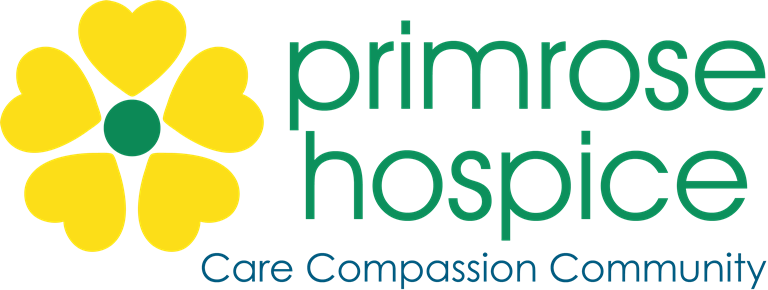 primrose
hospice
Care Compassion Community